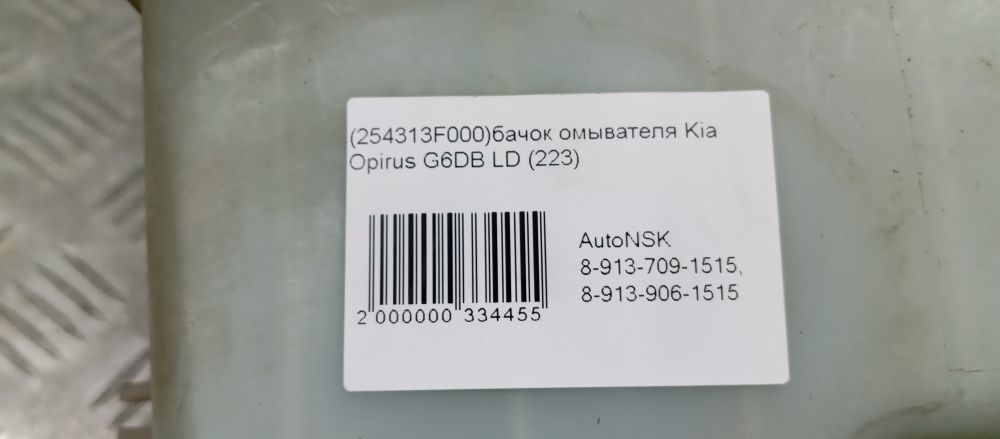 (254313F000)бачок омывателя Kia
Opirus G6DB LD (223)
AutoNSK
8-913-709-1515,
8-913-906-1515
2 000000 334455